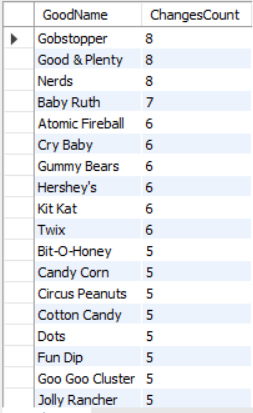 GoodName ChangesCount
Gobstopper 8
Good & Plenty 8
Nerds 8
Baby Ruth 7
Atomic Fireball 6
Cry Baby 6
Gummy Bears 6
Hershey's 6
Kit Kat 6
Twix 6
Bit-O-Honey 5
Candy Corn 5
Circus Peanuts 5
Cotton Candy 5
Dots 5
Fun Dip 5
Goo Goo Cluster 5
Jolly Rancher 5